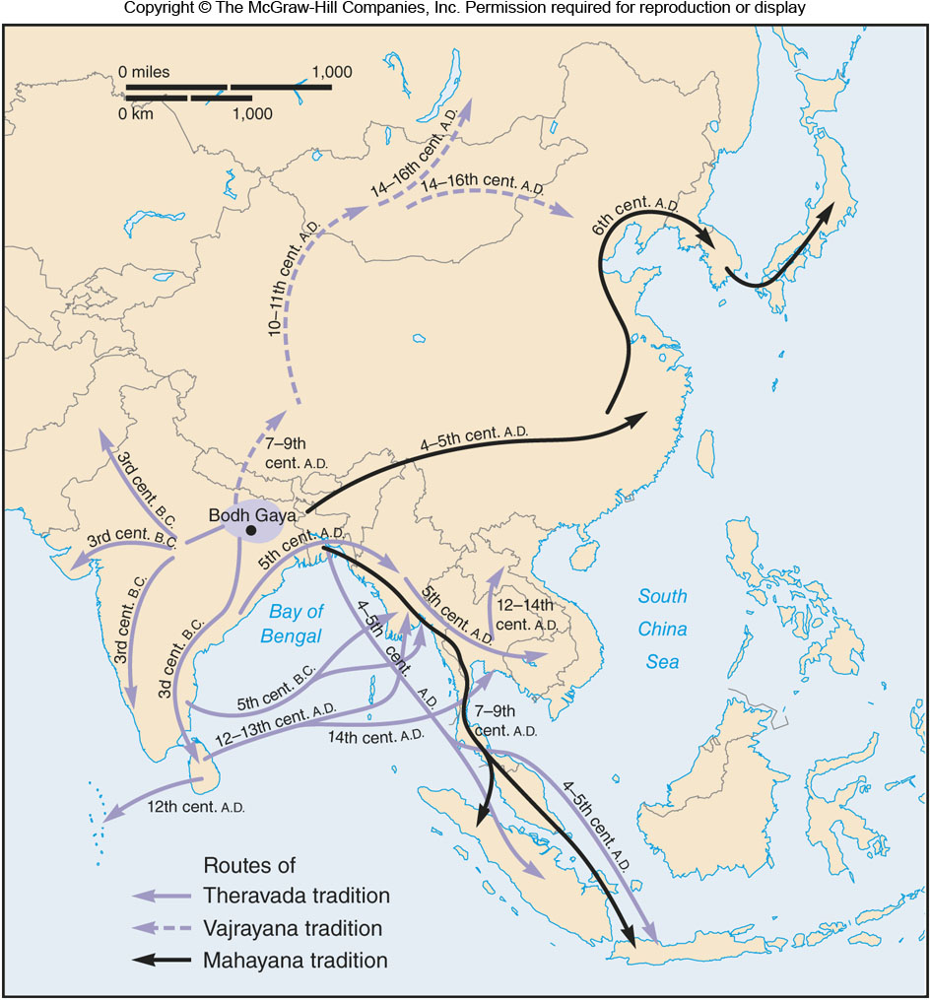 Copyright © The McGraw-Hill Companies, Inc. Permission required for reproduction or display
0 miles 1,000
0 km 1,000
14–16th cent. A.D.
14–16th cent. A.D.
6th cent. A.D.
10–11th cent. A.D.
7–9th
cent. A.D.
4–5th cent. A.D.
3rd cent. B.C.
Bodh Gaya
3rd cent. B.C.
5th cent. A.D.
3rd cent. B.C.
3d cent. B.C.
Bay of
Bengal
4–5th cent. A.D.
5th cent. A.D.
12–14th
cent. A.D.
South
China
Sea
5th cent. B.C.
12–13th cent. A.D.
14th cent. A.D.
7–9th
cent. A.D.
12th cent. A.D.
4–5th cent. A.D.
Routes of
Theravada tradition
Vajrayana tradition
Mahayana tradition